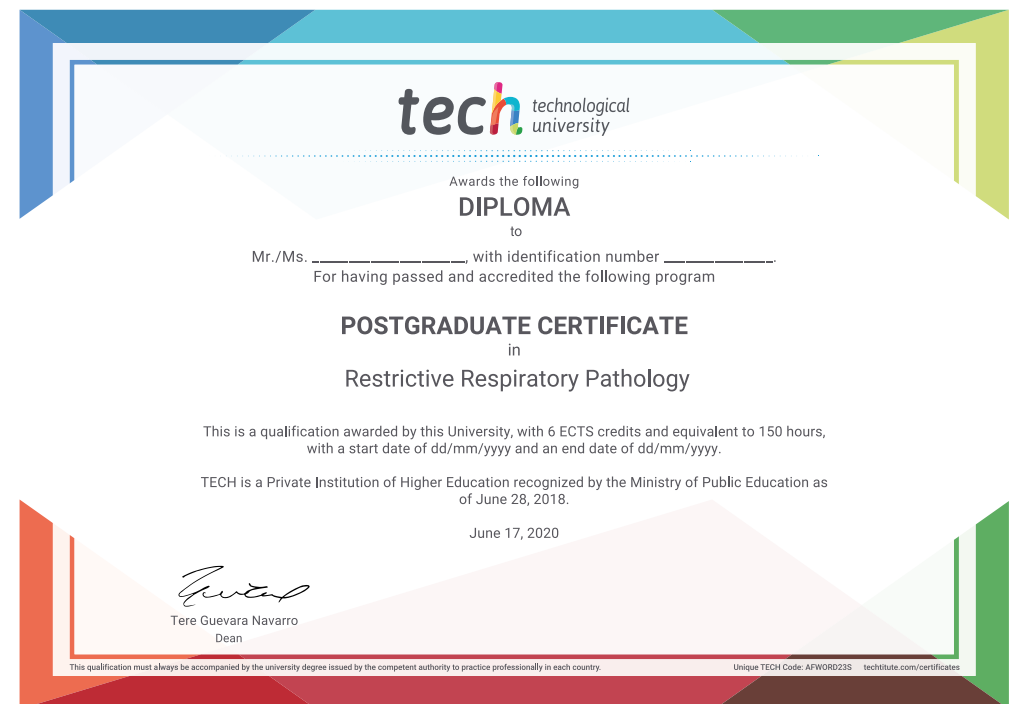 tech technological
university
Awards the following
DIPLOMA
to
Mr./Ms. ____________________, with identification number ______________.
For having passed and accredited the following program
POSTGRADUATE CERTIFICATE
in
Restrictive Respiratory Pathology
This is a qualification awarded by this University, with 6 ECTS credits and equivalent to 150 hours,
with a start date of dd/mm/yyyy and an end date of dd/mm/yyyy.
TECH is a Private Institution of Higher Education recognized by the Ministry of Public Education as
of June 28, 2018.
June 17, 2020
Tere Guevara Navarro
Dean
This qualification must always be accompanied by the university degree issued by the competent authority to practice professionally in each country. Unique TECH Code: AFWORD23S techtitute.com/certificates